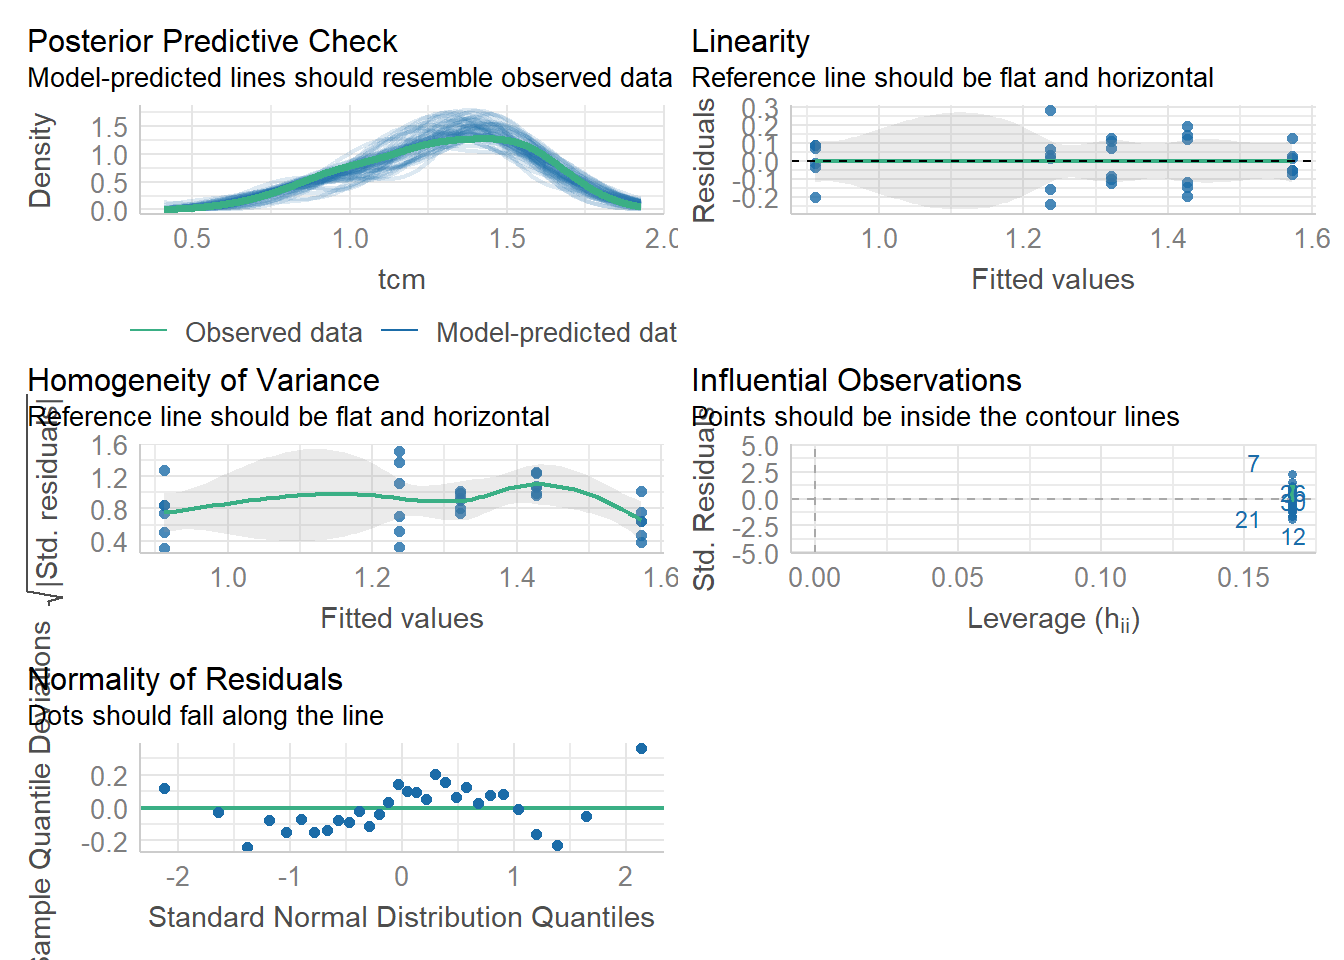 Posterior Predictive Check
Model-predicted lines should resemble observed data
Density
1.5
1.0
0.5
0.0
0.5 1.0 1.5 2.0
tcm
Observed data Model-predicted dat
Linearity
Reference line should be flat and horizontal
Residuals
0.3
0.2
0.1
0.0
-0.1
-0.2
1.0 1.2 1.4 1.6
Fitted values
Homogeneity of Variance
Reference line should be flat and horizontal
√|Std. residuals|
1.6
1.2
0.8
0.4
1.0 1.2 1.4 1.6
Fitted values
Influential Observations
Points should be inside the contour lines
Std. Residuals
5.0
2.5
0.0
-2.5
-5.0
7
21
12
0.00 0.05 0.10 0.15
Leverage (hii)
Normality of Residuals
Dots should fall along the line
Sample Quantile Deviations
0.2
0.0
-0.2
-2 -1 0 1 2
Standard Normal Distribution Quantiles